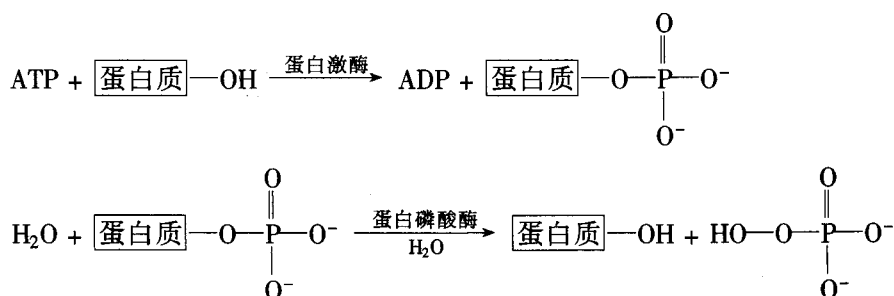 O
蛋白激酶
ATP + 蛋白质 —OH ADP + 蛋白质 —O—P—O⁻
O⁻
O O
蛋白磷酸酶
H₂O + 蛋白质 —O—P—O⁻ 蛋白质 —OH + HO—O—P—O⁻
H₂O
O⁻ O⁻